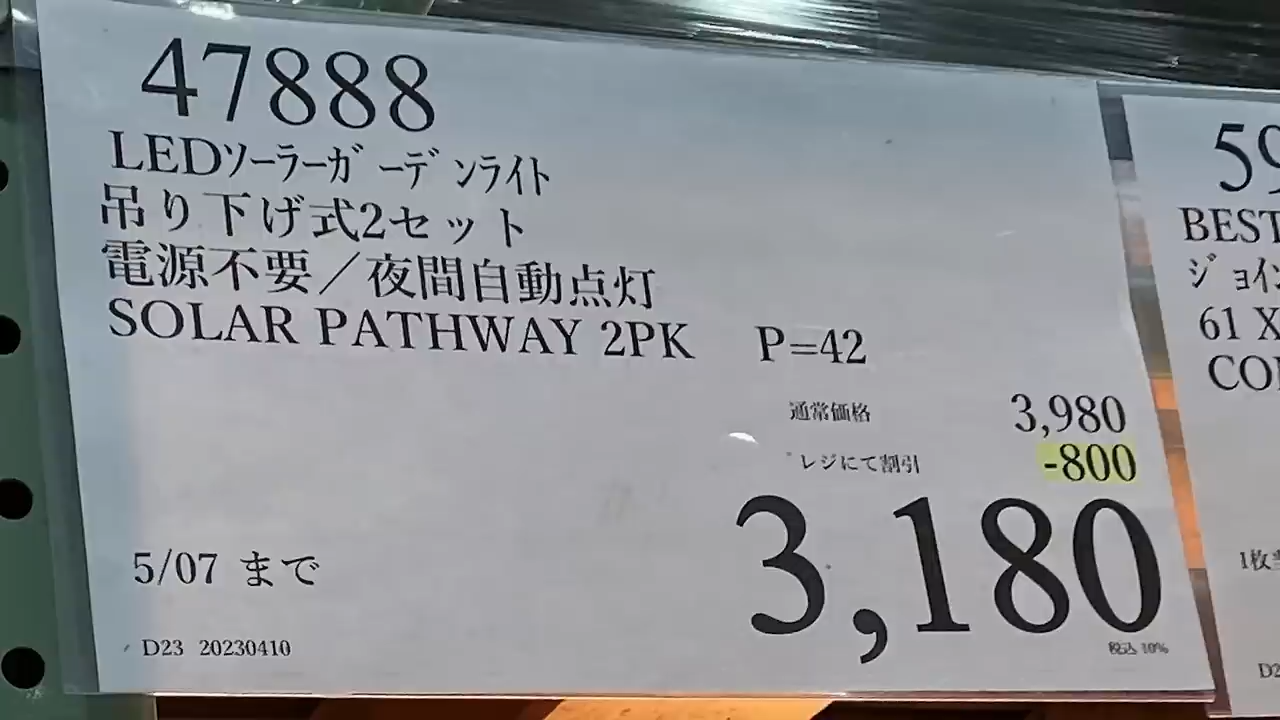 47888
LEDソーラーガーデンライト
吊り下げ式2セット
電源不要／夜間自動点灯
SOLAR PATHWAY 2PK P=42
通常価格 3,980
レジにて割引 -800
3,180
税込 10%
5/07 まで
D23 20230410
59
BEST
ジョイン
61 X
CO
1枚
D2